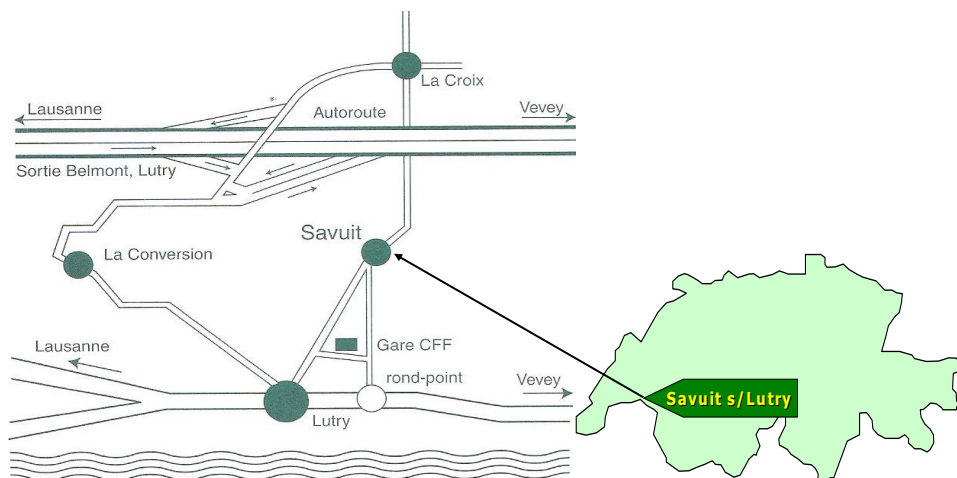 La Croix
Lausanne
Autoroute
Vevey
Sortie Belmont, Lutry
Savuit
La Conversion
Lausanne
Gare CFF
rond-point
Vevey
Savuit s/Lutry
Lutry